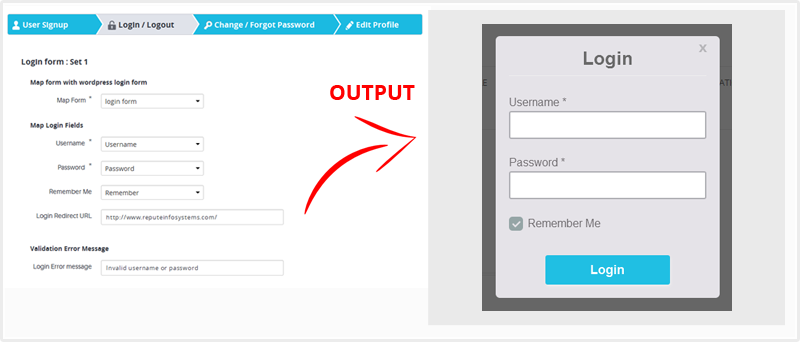 User Signup
Login / Logout
Change / Forgot Password
Edit Profile
Login form : Set 1
Map form with wordpress login form
Map Form *
login form
Map Login Fields
Username *
Username
Password *
Password
Remember Me
Remember
Login Redirect URL
http://www.reputeinfosystems.com/
Validation Error Message
Login Error message
Invalid username or password
OUTPUT
x
Login
Username *
Password *
Remember Me
Login